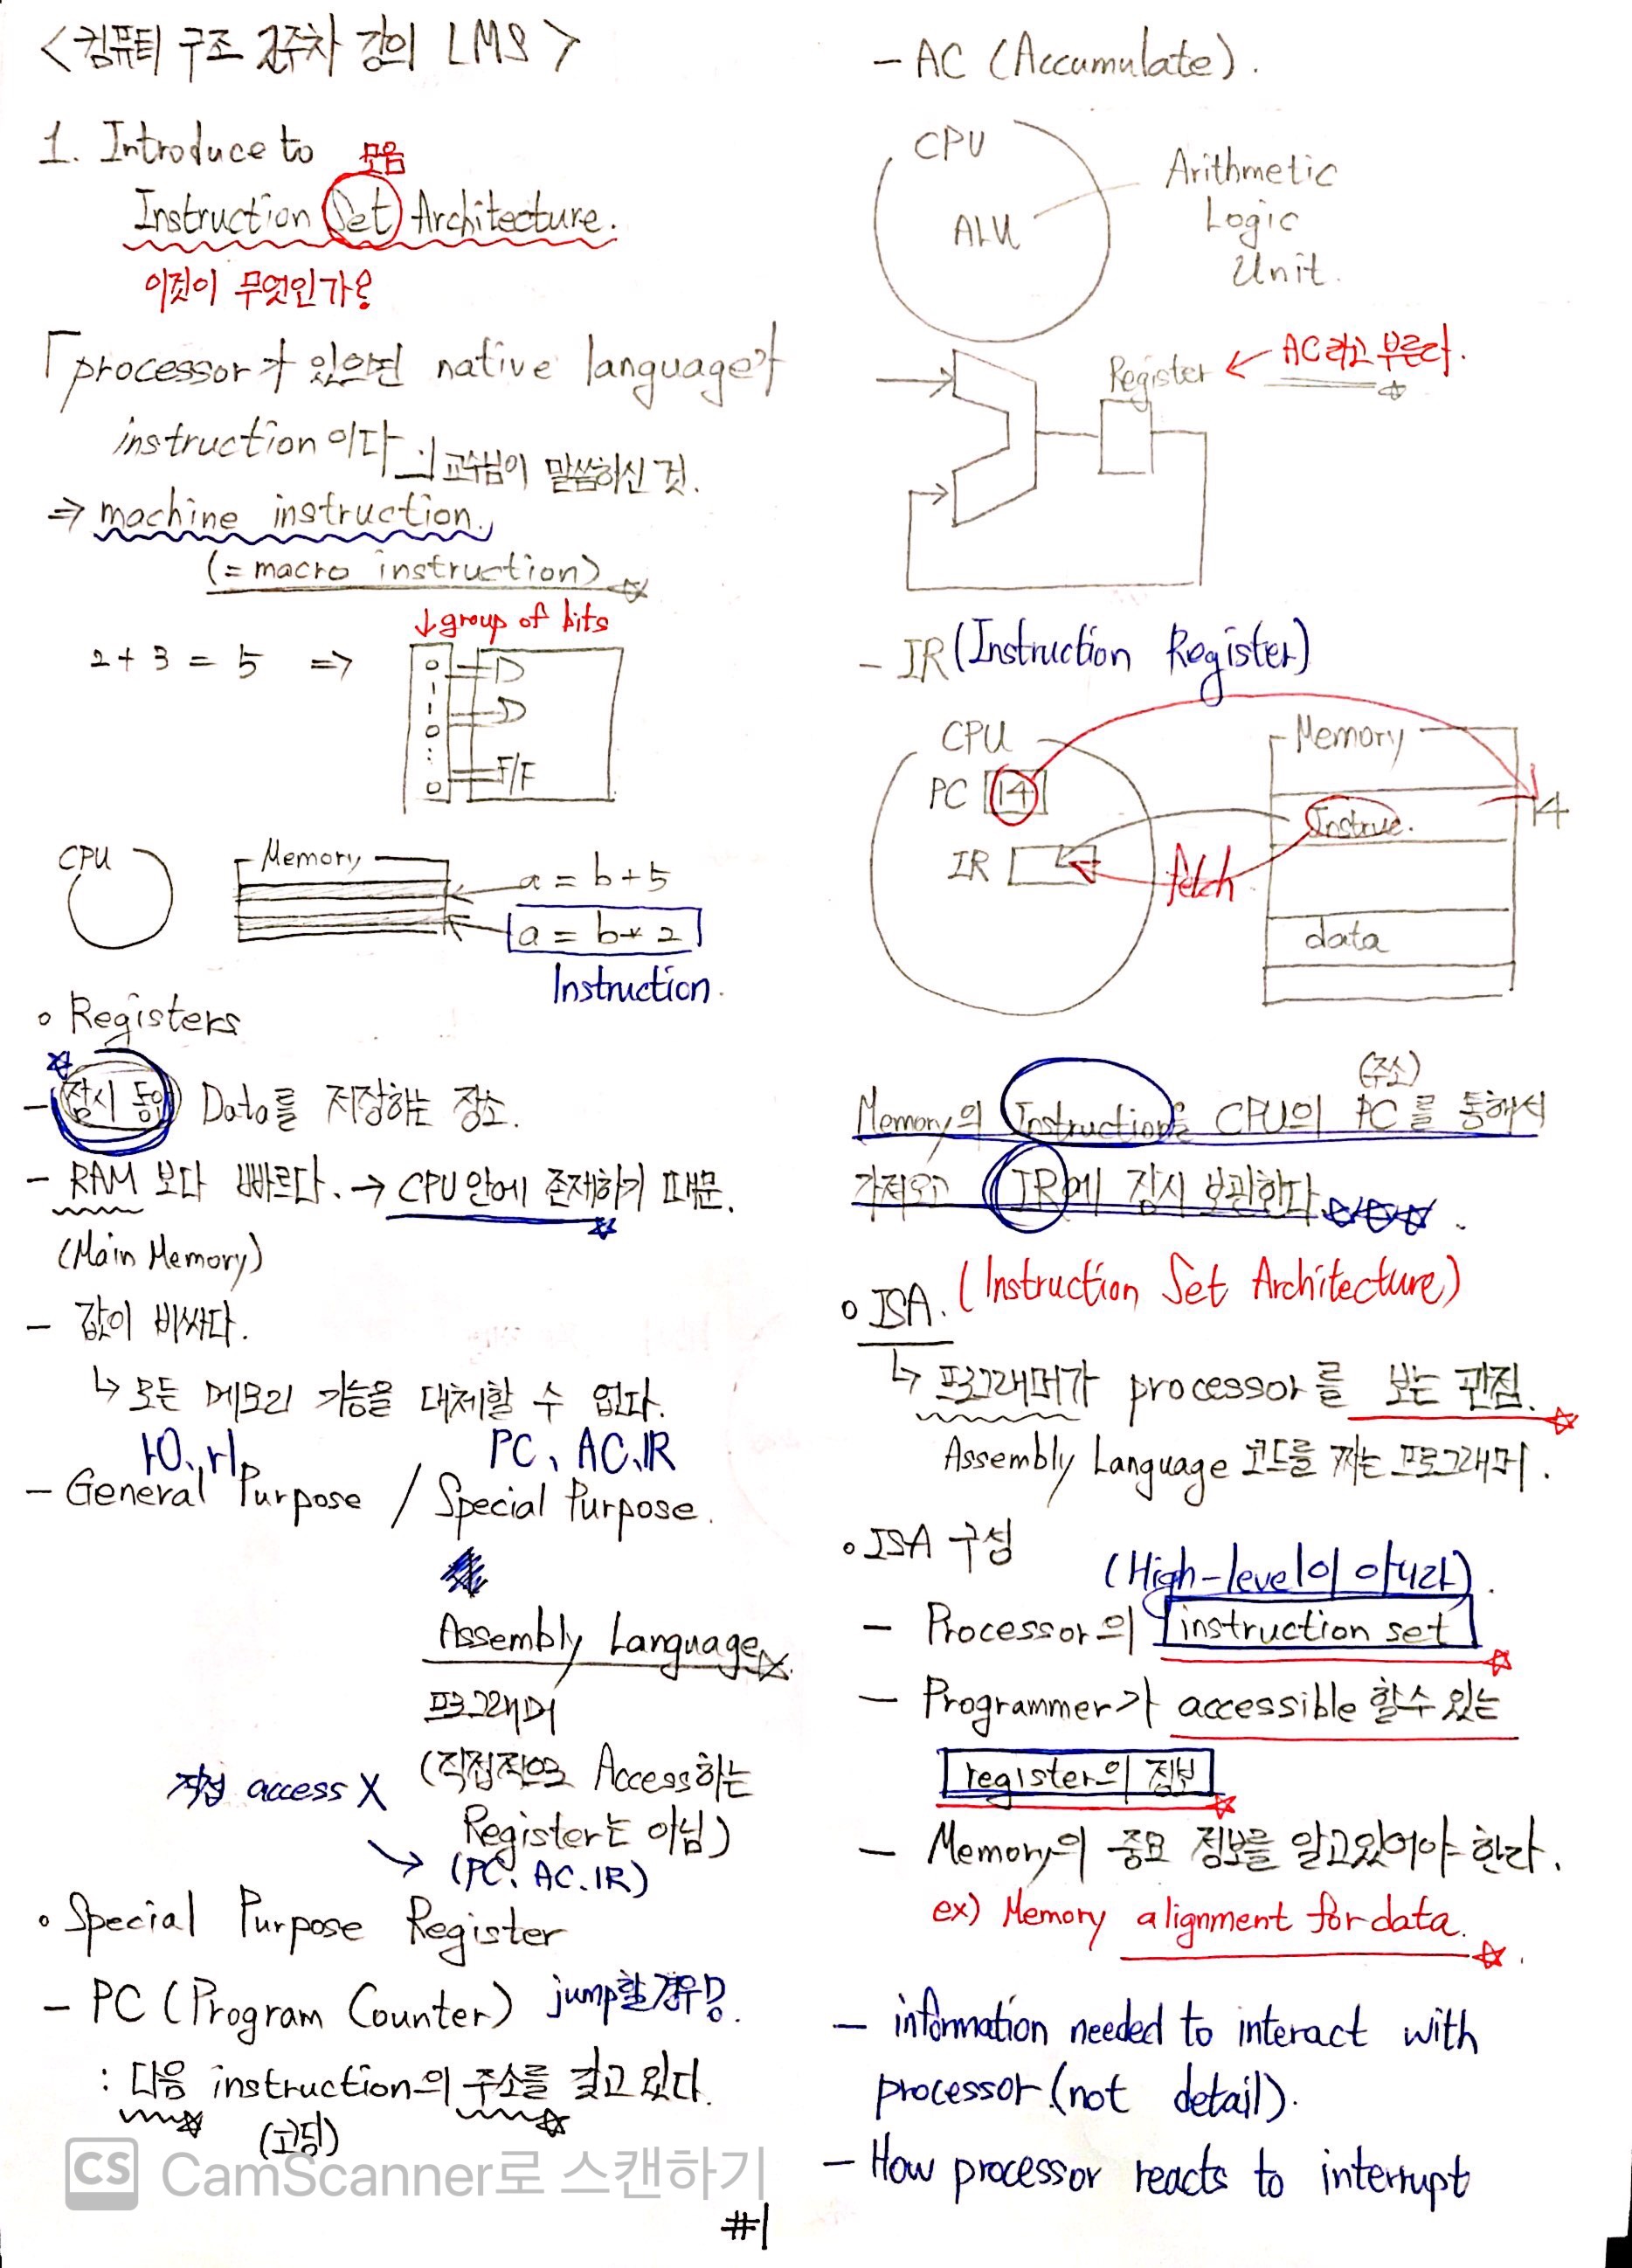 <컴퓨터 구조 2주차 강의 LMS>
1. Introduce to
모음
Instruction Set Architecture.
이것이 무엇인가?
「processor가 있으면 native language가
instruction이다」 교수님이 말씀하신 것.
⇒ machine instruction.
(=macro instruction)☆
↓group of bits
2+3 = 5 ⇒
0
1
1
0
:
0
D
D
F/F
CPU
Memory
a = b+5
a = b*2
Instruction.
◦ Registers
☆
- 잠시 동안 Data를 저장하는 장소.
- RAM 보다 빠르다. → CPU 안에 존재하기 때문.
☆
(Main Memory)
- 값이 비싸다.
↳ 모든 메모리 기능을 대체할 수 없다.
r0, r1, PC, AC, IR
- General Purpose / Special Purpose.
Assembly Language☆
프로그래머
직접 access X (직접적으로 Access하는
Register는 아님)
→ (PC, AC, IR)
◦ Special Purpose Register
- PC (Program Counter) jump할 경우
: 다음 instruction의 주소를 갖고 있다.
☆ ☆
CS CamScanner로 스캔하기
#1
- AC (Accumulate).
CPU
ALU
Arithmetic
Logic
Unit.
Register ← AC라고 부른다.
☆
- IR (Instruction Register)
CPU
PC 14
IR
fetch
Memory
Instruc.
14
data
(주소)
Memory의 Instruction을 CPU의 PC를 통해서
가져오고 IR에 잠시 보관한다☆☆☆.
◦ ISA. (Instruction Set Architecture)
↳ 프로그래머가 processor를 보는 관점.☆
Assembly Language 코드를 짜는 프로그래머.
◦ ISA 구성
(High-level이 아니라).
- Processor의 instruction set
☆
- Programmer가 accessible 할수 있는
register의 정보
☆
- Memory의 중요 정보를 알고있어야 한다.
ex) Memory alignment for data.
☆.
- information needed to interact with
processor.(not detail).
- How processor reacts to interrupt